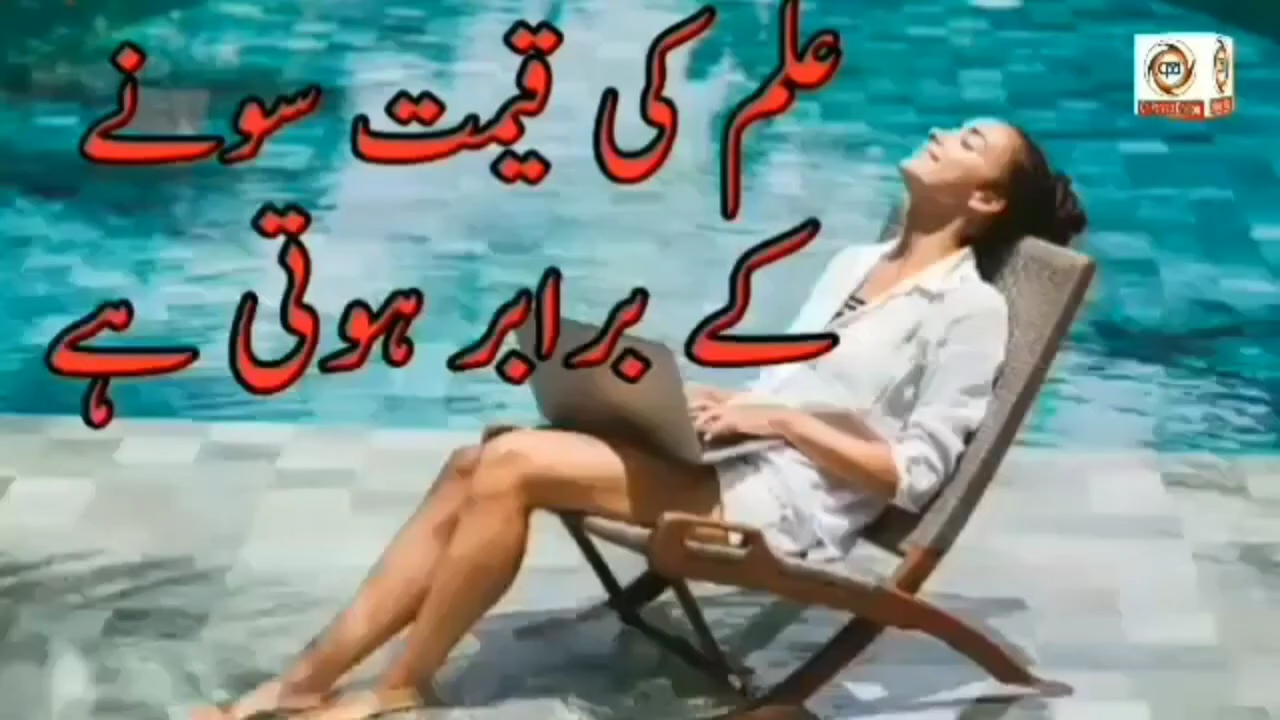 علم کی قیمت سونے
کے برابر ہوتی ہے